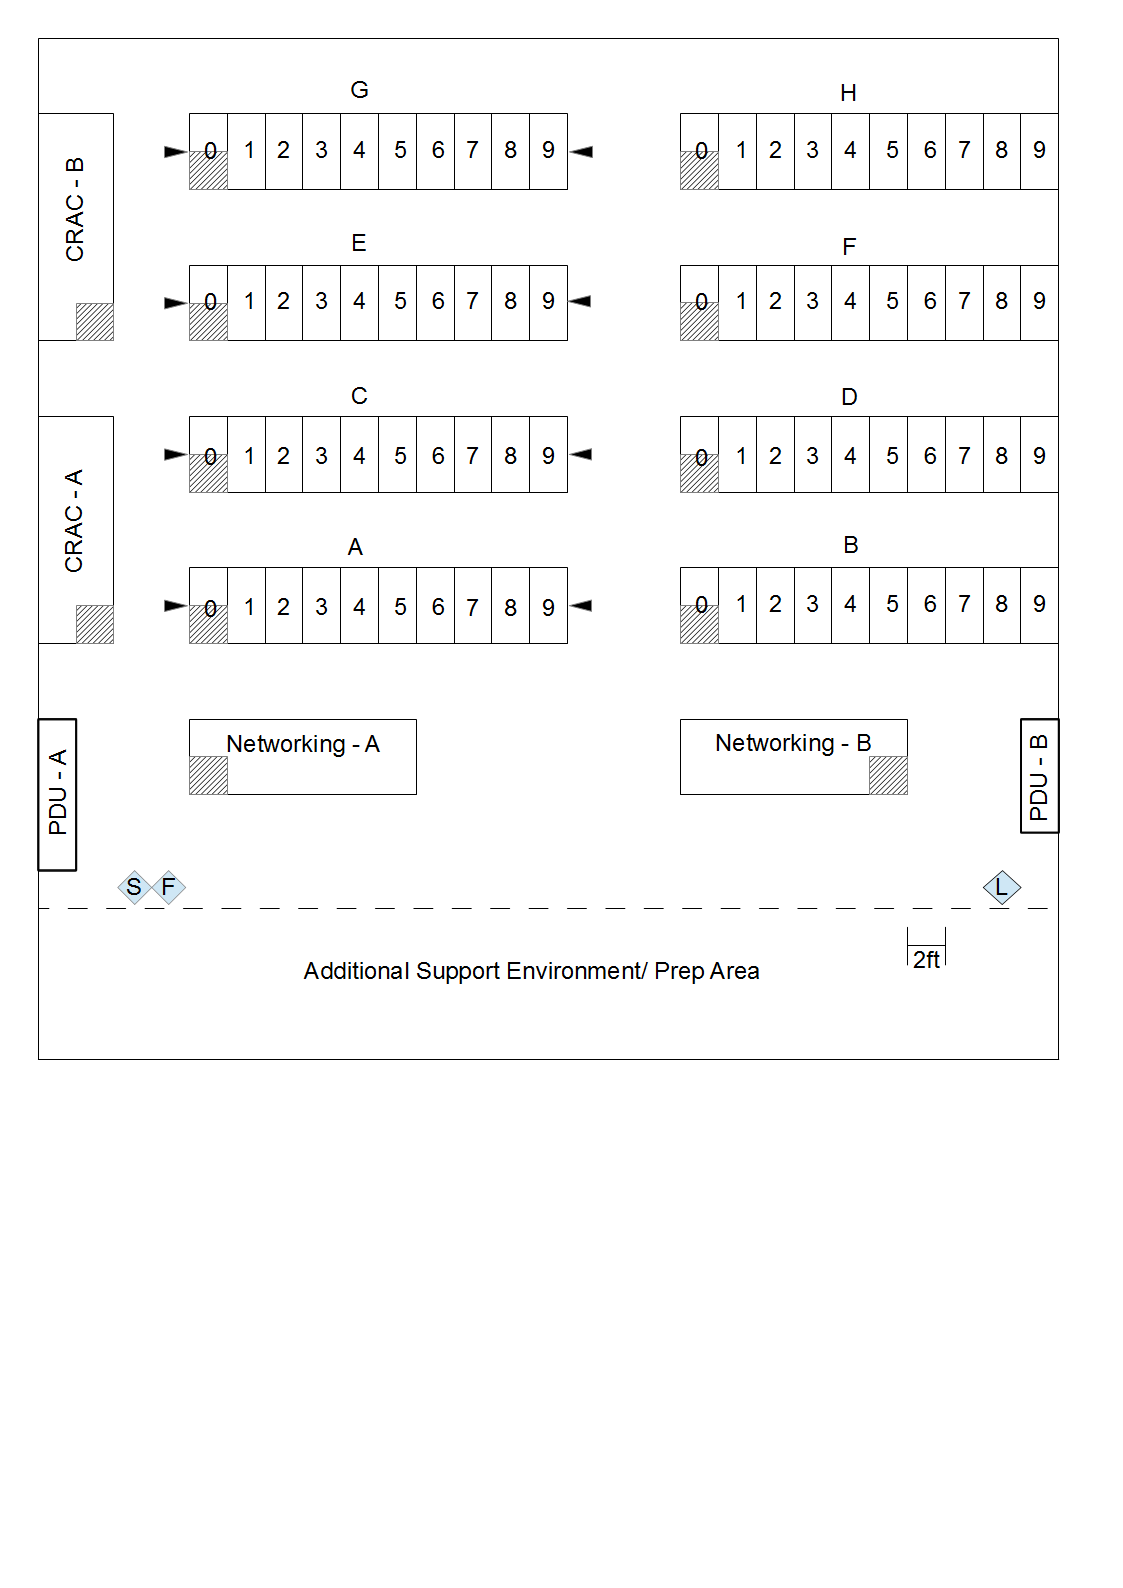 G
H
CRAC - B
0 1 2 3 4 5 6 7 8 9
0 1 2 3 4 5 6 7 8 9
E
F
0 1 2 3 4 5 6 7 8 9
0 1 2 3 4 5 6 7 8 9
C
D
CRAC - A
0 1 2 3 4 5 6 7 8 9
0 1 2 3 4 5 6 7 8 9
A
B
0 1 2 3 4 5 6 7 8 9
0 1 2 3 4 5 6 7 8 9
PDU - A
Networking - A
Networking - B
PDU - B
S F
L
2ft
Additional Support Environment/ Prep Area